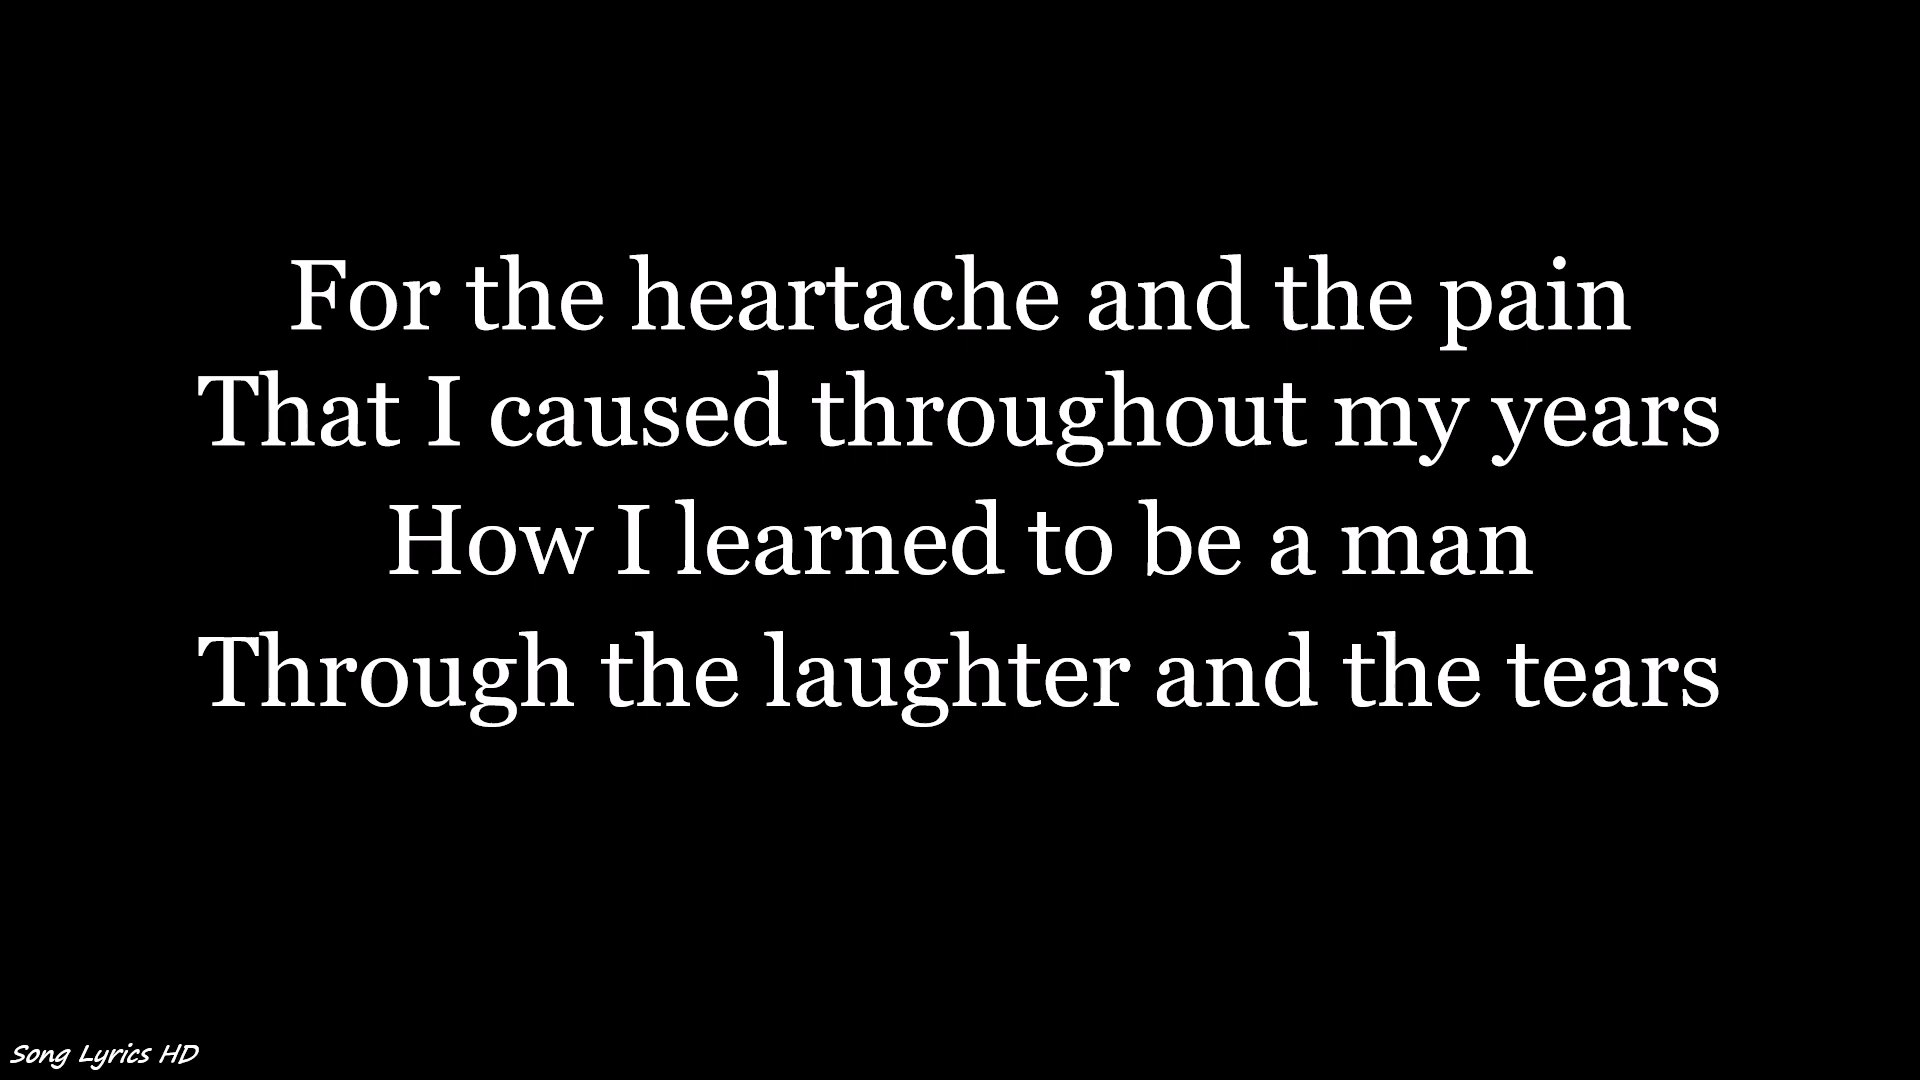 For the heartache and the pain
That I caused throughout my years
How I learned to be a man
Through the laughter and the tears
Song Lyrics HD